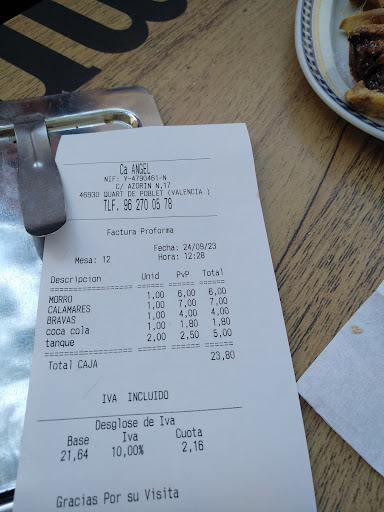 Ca ANGEL
NIF: Y-4790461-N
C/ AZORIN N.17
46930 QUART DE POBLET (VALENCIA )
TLF. 96 270 05 78
Factura Proforma
Fecha: 24/09/23
Mesa: 12 Hora: 12:28
Descripcion Unid PvP Total
MORRO 1,00 6,00 6,00
CALAMARES 1,00 7,00 7,00
BRAVAS 1,00 4,00 4,00
coca cola 1,00 1,80 1,80
tanque 2,00 2,50 5,00
Total CAJA 23,80
IVA INCLUIDO
Desglose de Iva
Base Iva Cuota
21,64 10,00% 2,16
Gracias Por su Visita